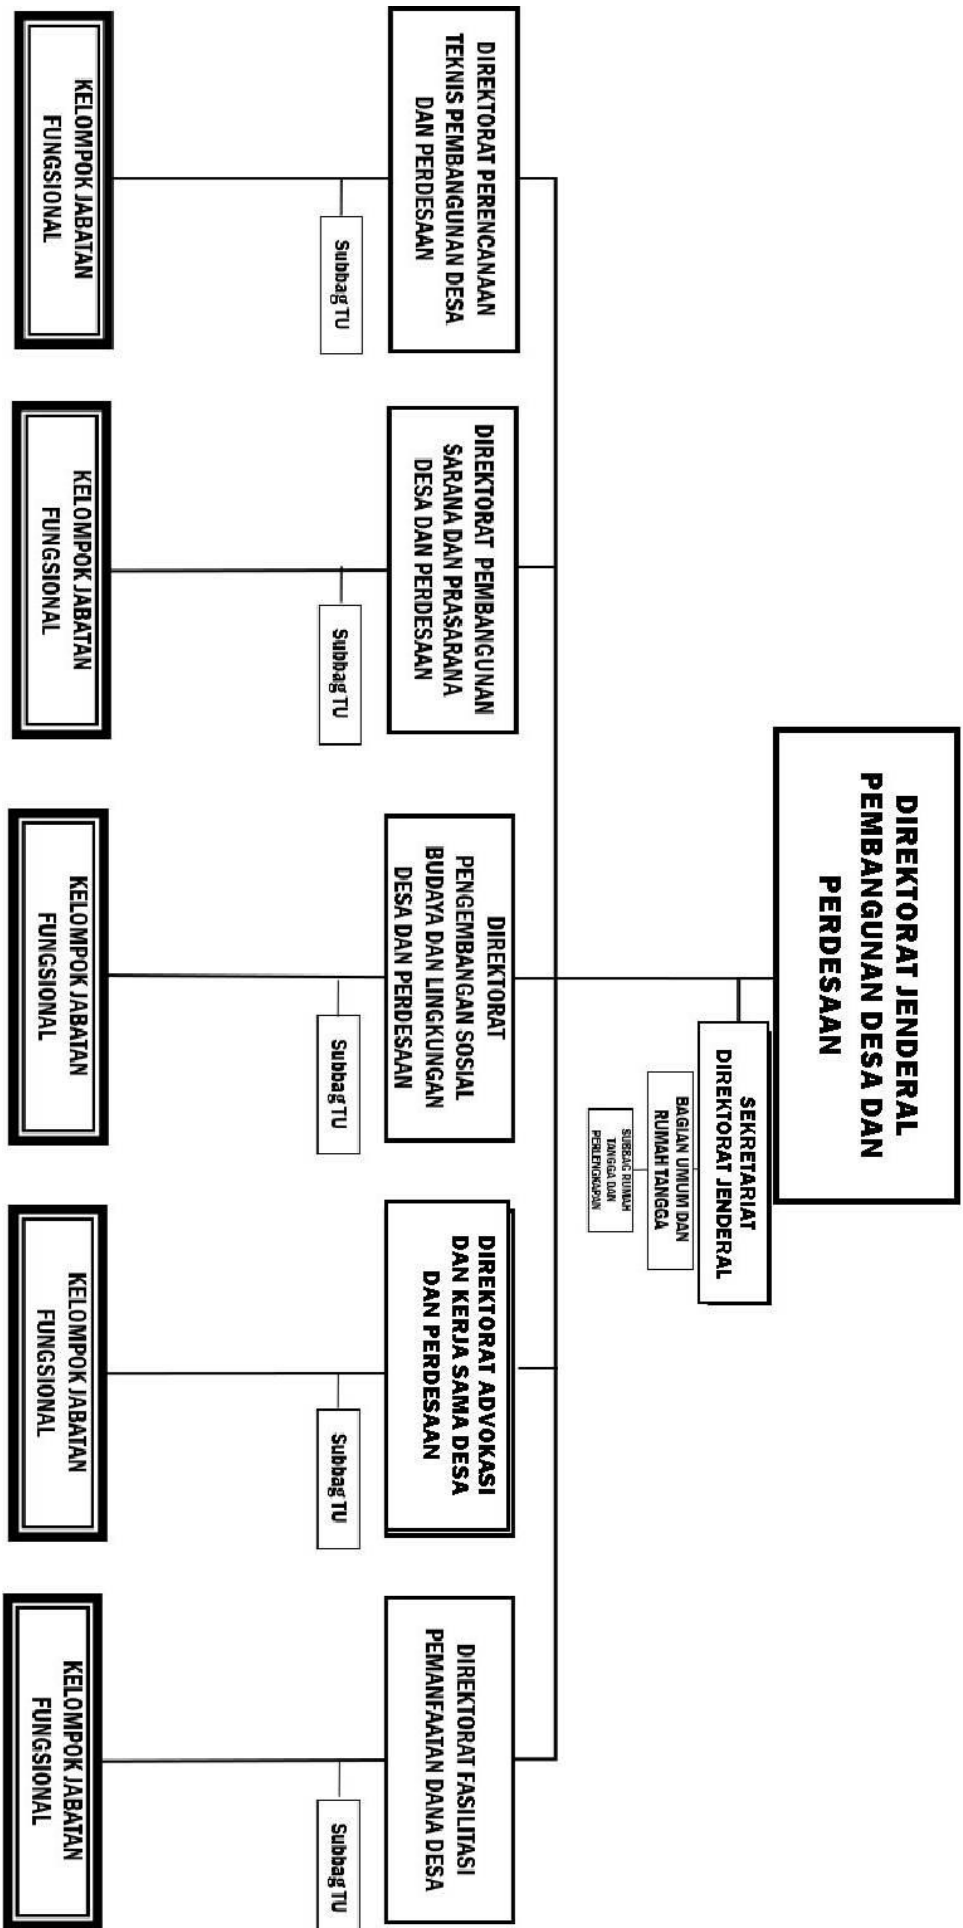 DIREKTORAT JENDERAL
PEMBANGUNAN DESA DAN
PERDESAAN
SEKRETARIAT
DIREKTORAT JENDERAL
BAGIAN UMUM DAN
RUMAH TANGGA
SUBBAG RUMAH
TANGGA DAN
PERLENGKAPAN
DIREKTORAT PERENCANAAN
TEKNIS PEMBANGUNAN DESA
DAN PERDESAAN
DIREKTORAT PEMBANGUNAN
SARANA DAN PRASARANA
DESA DAN PERDESAAN
DIREKTORAT
PENGEMBANGAN SOSIAL
BUDAYA DAN LINGKUNGAN
DESA DAN PERDESAAN
DIREKTORAT ADVOKASI
DAN KERJA SAMA DESA
DAN PERDESAAN
DIREKTORAT FASILITASI
PEMANFAATAN DANA DESA
Subbag TU
Subbag TU
Subbag TU
Subbag TU
Subbag TU
KELOMPOK JABATAN
FUNGSIONAL
KELOMPOK JABATAN
FUNGSIONAL
KELOMPOK JABATAN
FUNGSIONAL
KELOMPOK JABATAN
FUNGSIONAL
KELOMPOK JABATAN
FUNGSIONAL